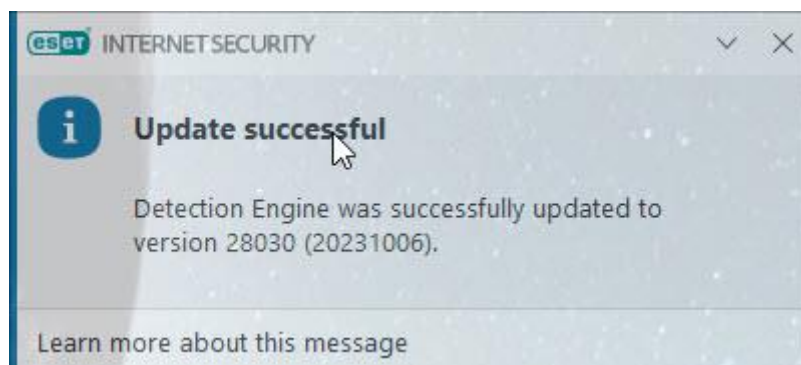 eseT INTERNET SECURITY
Update successful
Detection Engine was successfully updated to
version 28030 (20231006).
Learn more about this message